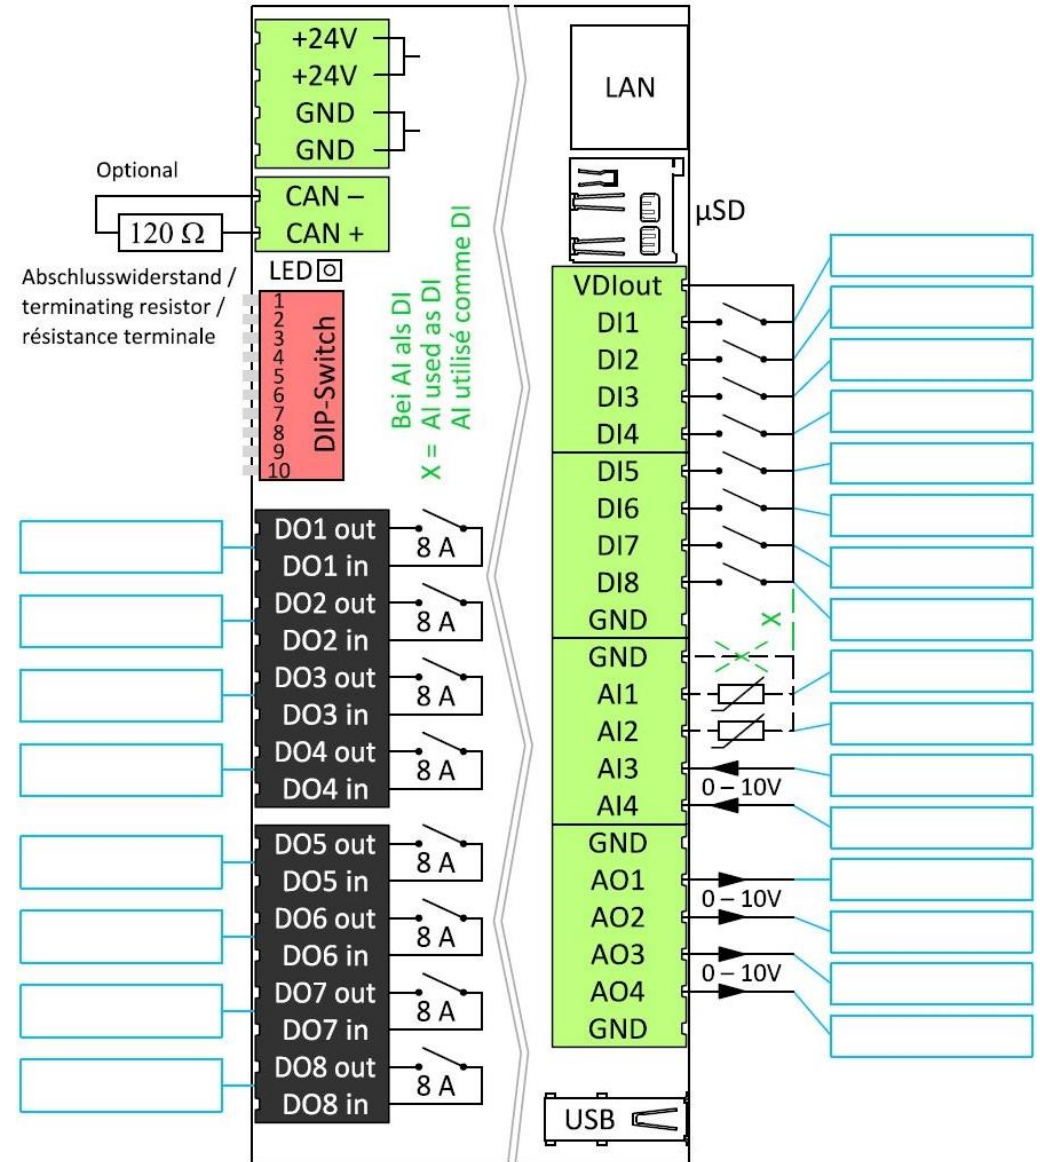 +24V
+24V
GND
GND
Optional
CAN –
CAN +
120 Ω
Abschlusswiderstand /
terminating resistor /
résistance terminale
LED
1
2
3
4
5
6
7
8
9
10
DIP-Switch
Bei AI als DI
X = AI used as DI
AI utilisé comme DI
DO1 out
8 A
DO1 in
DO2 out
8 A
DO2 in
DO3 out
8 A
DO3 in
DO4 out
8 A
DO4 in
DO5 out
8 A
DO5 in
DO6 out
8 A
DO6 in
DO7 out
8 A
DO7 in
DO8 out
8 A
DO8 in
LAN
µSD
VDIout
DI1
DI2
DI3
DI4
DI5
DI6
DI7
DI8
GND
X
GND
X
AI1
AI2
AI3
0 – 10V
AI4
GND
AO1
0 – 10V
AO2
AO3
0 – 10V
AO4
GND
USB